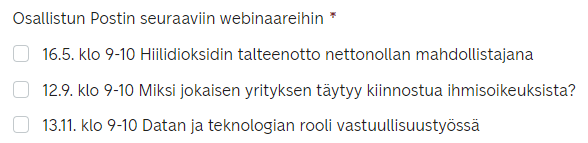 Osallistun Postin seuraaviin webinaareihin *
16.5. klo 9-10 Hiilidioksidin talteenotto nettonollan mahdollistajana
12.9. klo 9-10 Miksi jokaisen yrityksen täytyy kiinnostua ihmisoikeuksista?
13.11. klo 9-10 Datan ja teknologian rooli vastuullisuustyössä